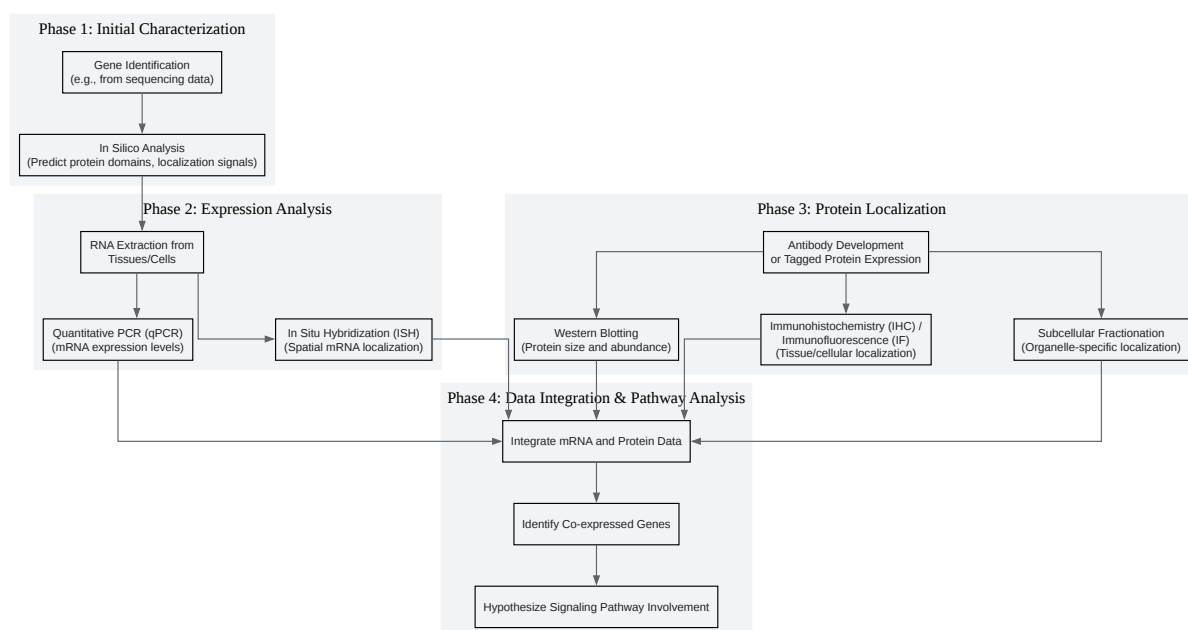 Phase 1: Initial Characterization
Gene Identification
(e.g., from sequencing data)
In Silico Analysis
(Predict protein domains, localization signals)
Phase 2: Expression Analysis
RNA Extraction from
Tissues/Cells
Quantitative PCR (qPCR)
(mRNA expression levels)
In Situ Hybridization (ISH)
(Spatial mRNA localization)
Phase 3: Protein Localization
Antibody Development
or Tagged Protein Expression
Western Blotting
(Protein size and abundance)
Immunohistochemistry (IHC) /
Immunofluorescence (IF)
(Tissue/cellular localization)
Subcellular Fractionation
(Organelle-specific localization)
Phase 4: Data Integration & Pathway Analysis
Integrate mRNA and Protein Data
Identify Co-expressed Genes
Hypothesize Signaling Pathway Involvement